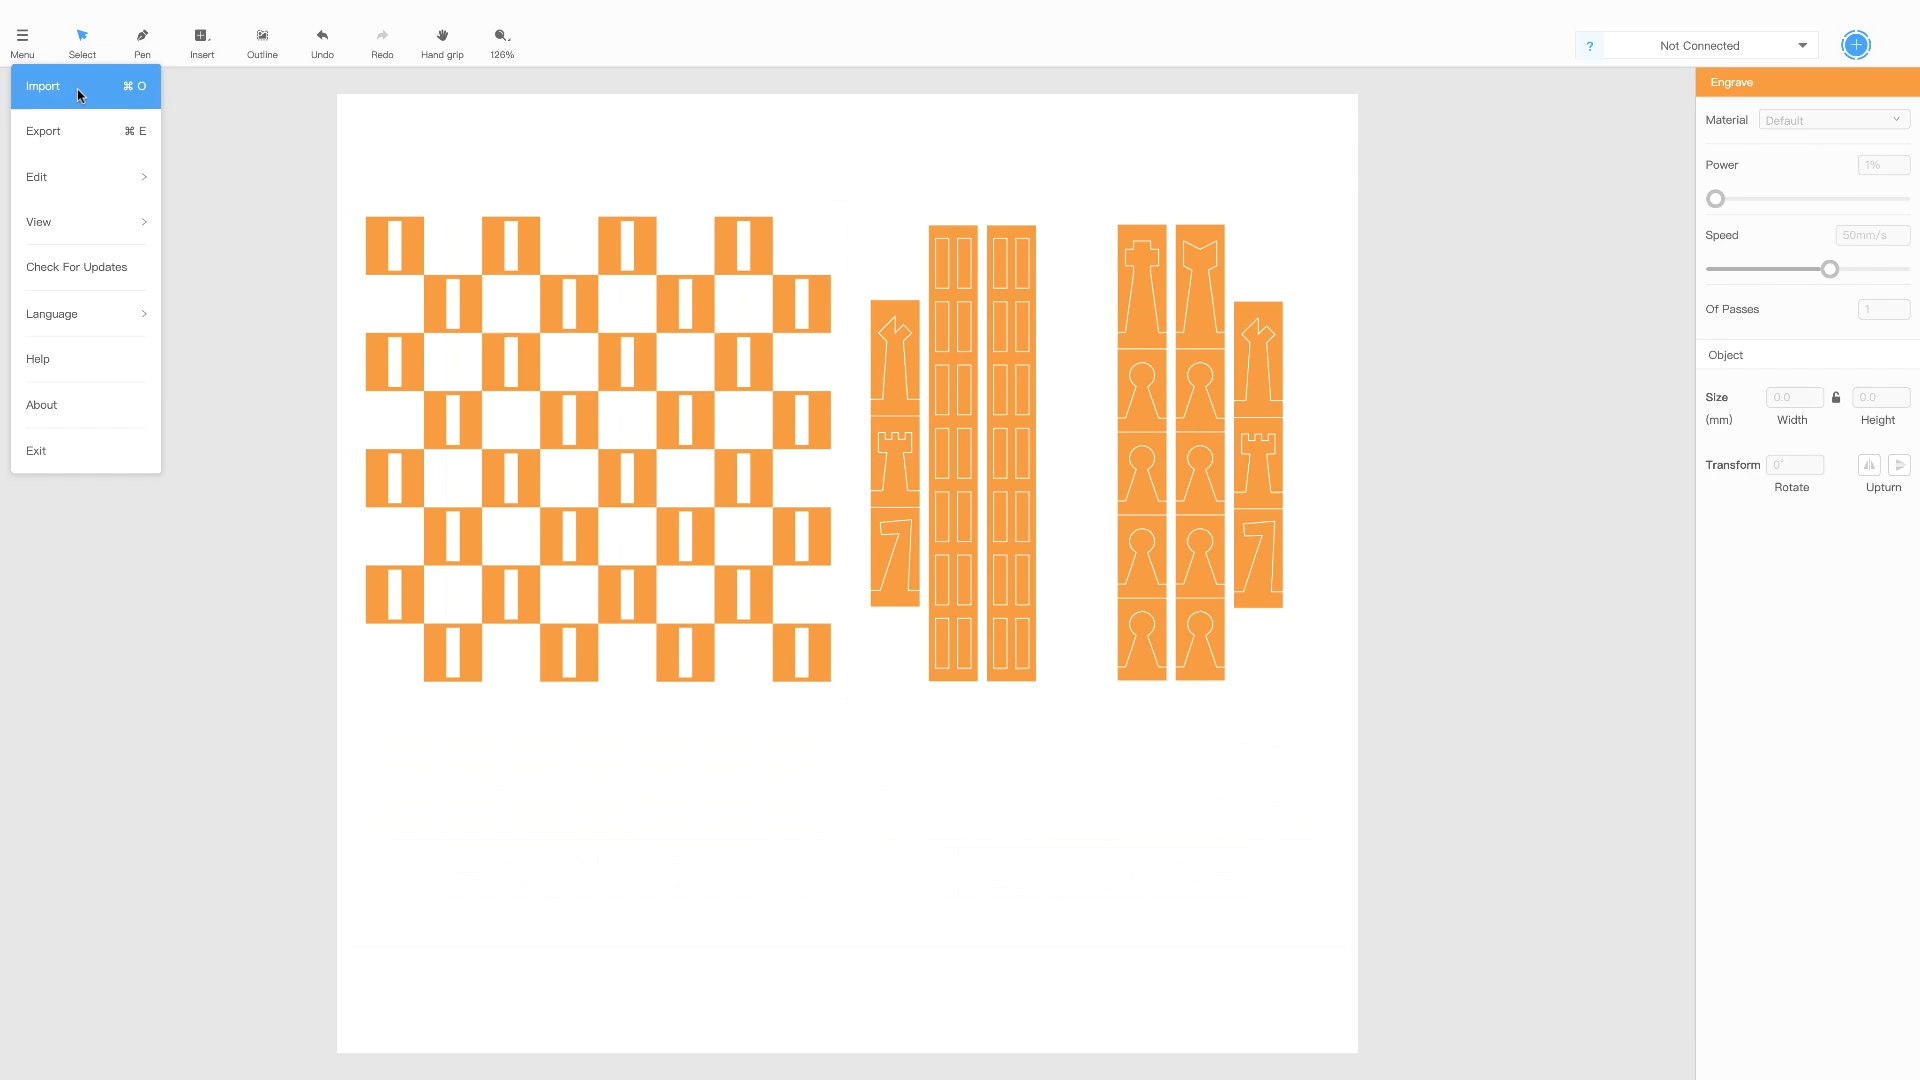 Menu
Select
Pen
Insert
Outline
Undo
Redo
Hand grip
126%
?
Not Connected
Import ⌘ O
Export ⌘ E
Edit
View
Check For Updates
Language
Help
About
Exit
Engrave
Material Default
Power 1%
Speed 50mm/s
Of Passes 1
Object
Size 0.0 0.0
(mm) Width Height
Transform 0°
Rotate Upturn